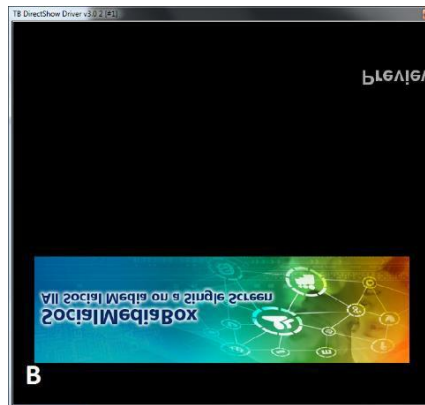 TB DirectShow Driver v3.0.2 (#1)
Preview
All Social Media on a Single Screen
SocialMediaBox
B